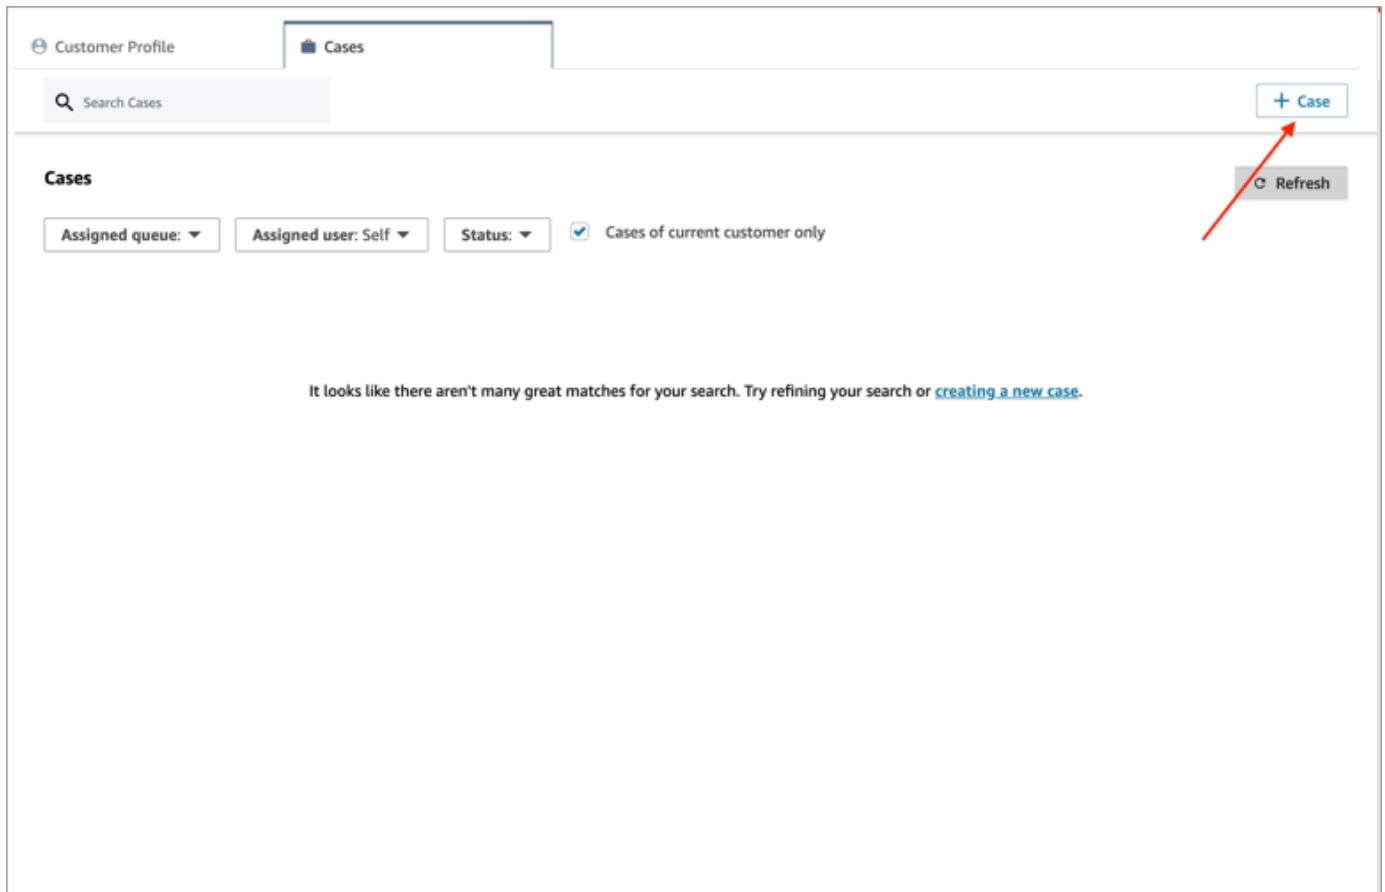 Customer Profile
Cases
Search Cases
+ Case
Cases
Refresh
Assigned queue:
Assigned user: Self
Status:
Cases of current customer only
It looks like there aren't many great matches for your search. Try refining your search or creating a new case.